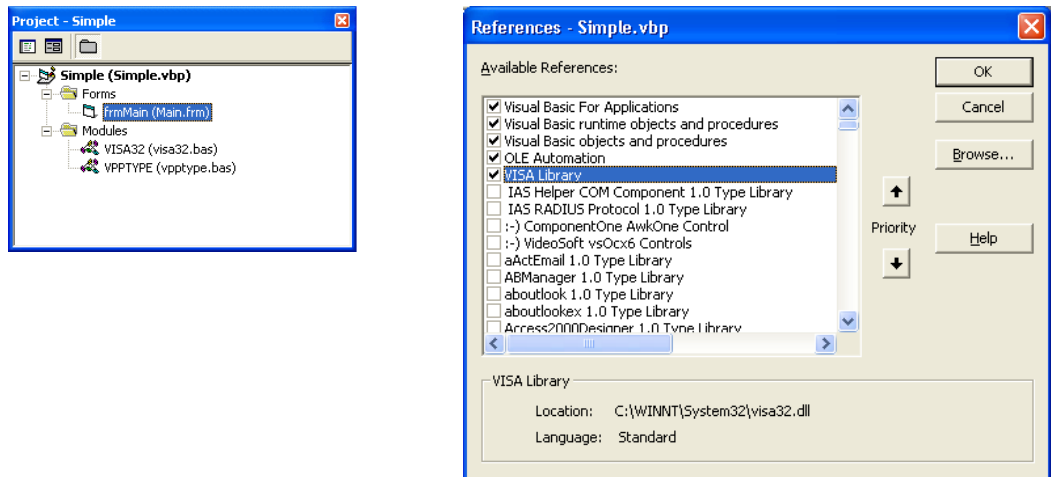 Project - Simple
Simple (Simple.vbp)
Forms
frmMain (Main.frm)
Modules
VISA32 (visa32.bas)
VPPTYPE (vpptype.bas)
References - Simple.vbp
Available References:
OK
Cancel
Browse...
Priority
Help
Visual Basic For Applications
Visual Basic runtime objects and procedures
Visual Basic objects and procedures
OLE Automation
VISA Library
IAS Helper COM Component 1.0 Type Library
IAS RADIUS Protocol 1.0 Type Library
:-) ComponentOne AwkOne Control
:-) VideoSoft vsOcx6 Controls
aActEmail 1.0 Type Library
ABManager 1.0 Type Library
aboutlook 1.0 Type Library
aboutlookex 1.0 Type Library
Access2000Designer 1.0 Type Library
VISA Library
Location: C:\WINNT\System32\visa32.dll
Language: Standard